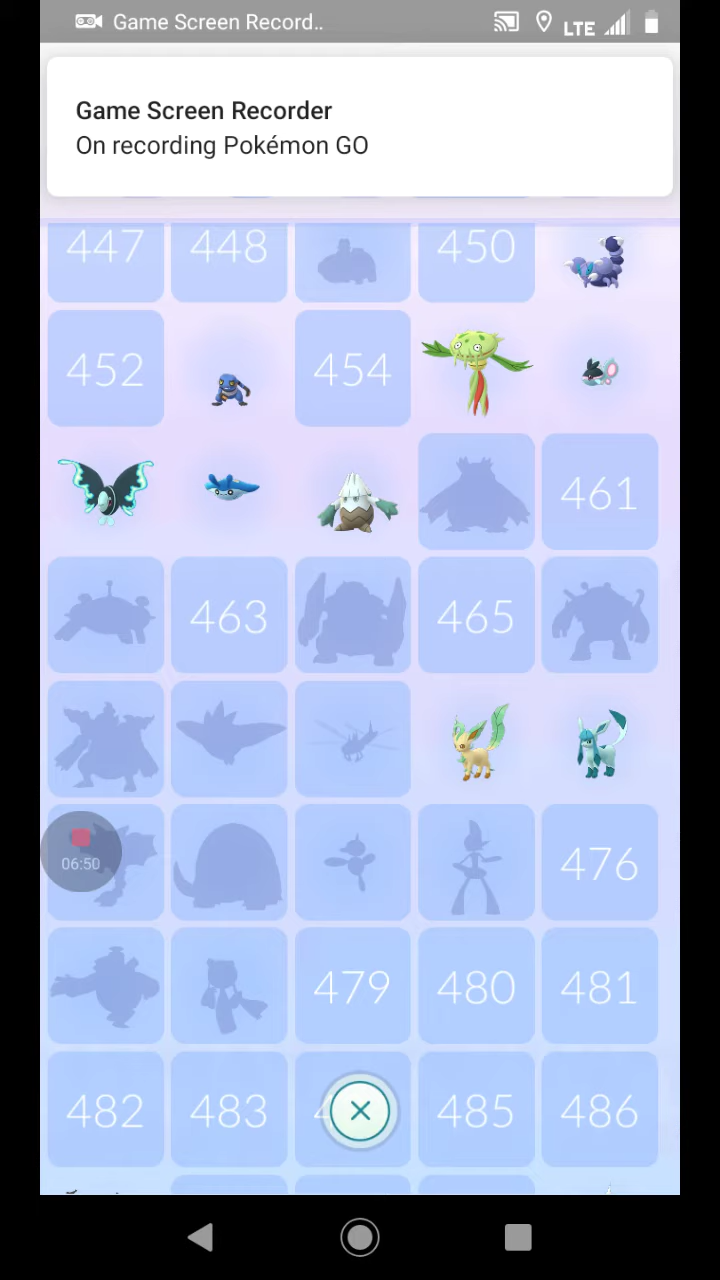 Game Screen Record..
LTE
Game Screen Recorder
On recording Pokémon GO
447 448 450
452 454
461
463 465
06:50
476
479 480 481
482 483 485 486